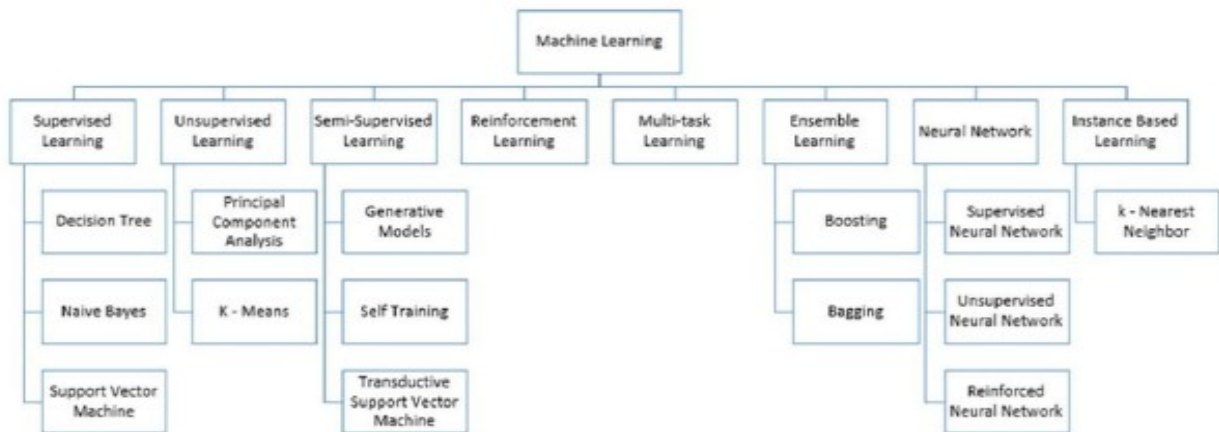 Machine Learning
Supervised
Learning
Unsupervised
Learning
Semi-Supervised
Learning
Reinforcement
Learning
Multi-task
Learning
Ensemble
Learning
Neural Network
Instance Based
Learning
Decision Tree
Principal
Component
Analysis
Generative
Models
Boosting
Supervised
Neural Network
k - Nearest
Neighbor
Naive Bayes
K - Means
Self Training
Bagging
Unsupervised
Neural Network
Support Vector
Machine
Transductive
Support Vector
Machine
Reinforced
Neural Network